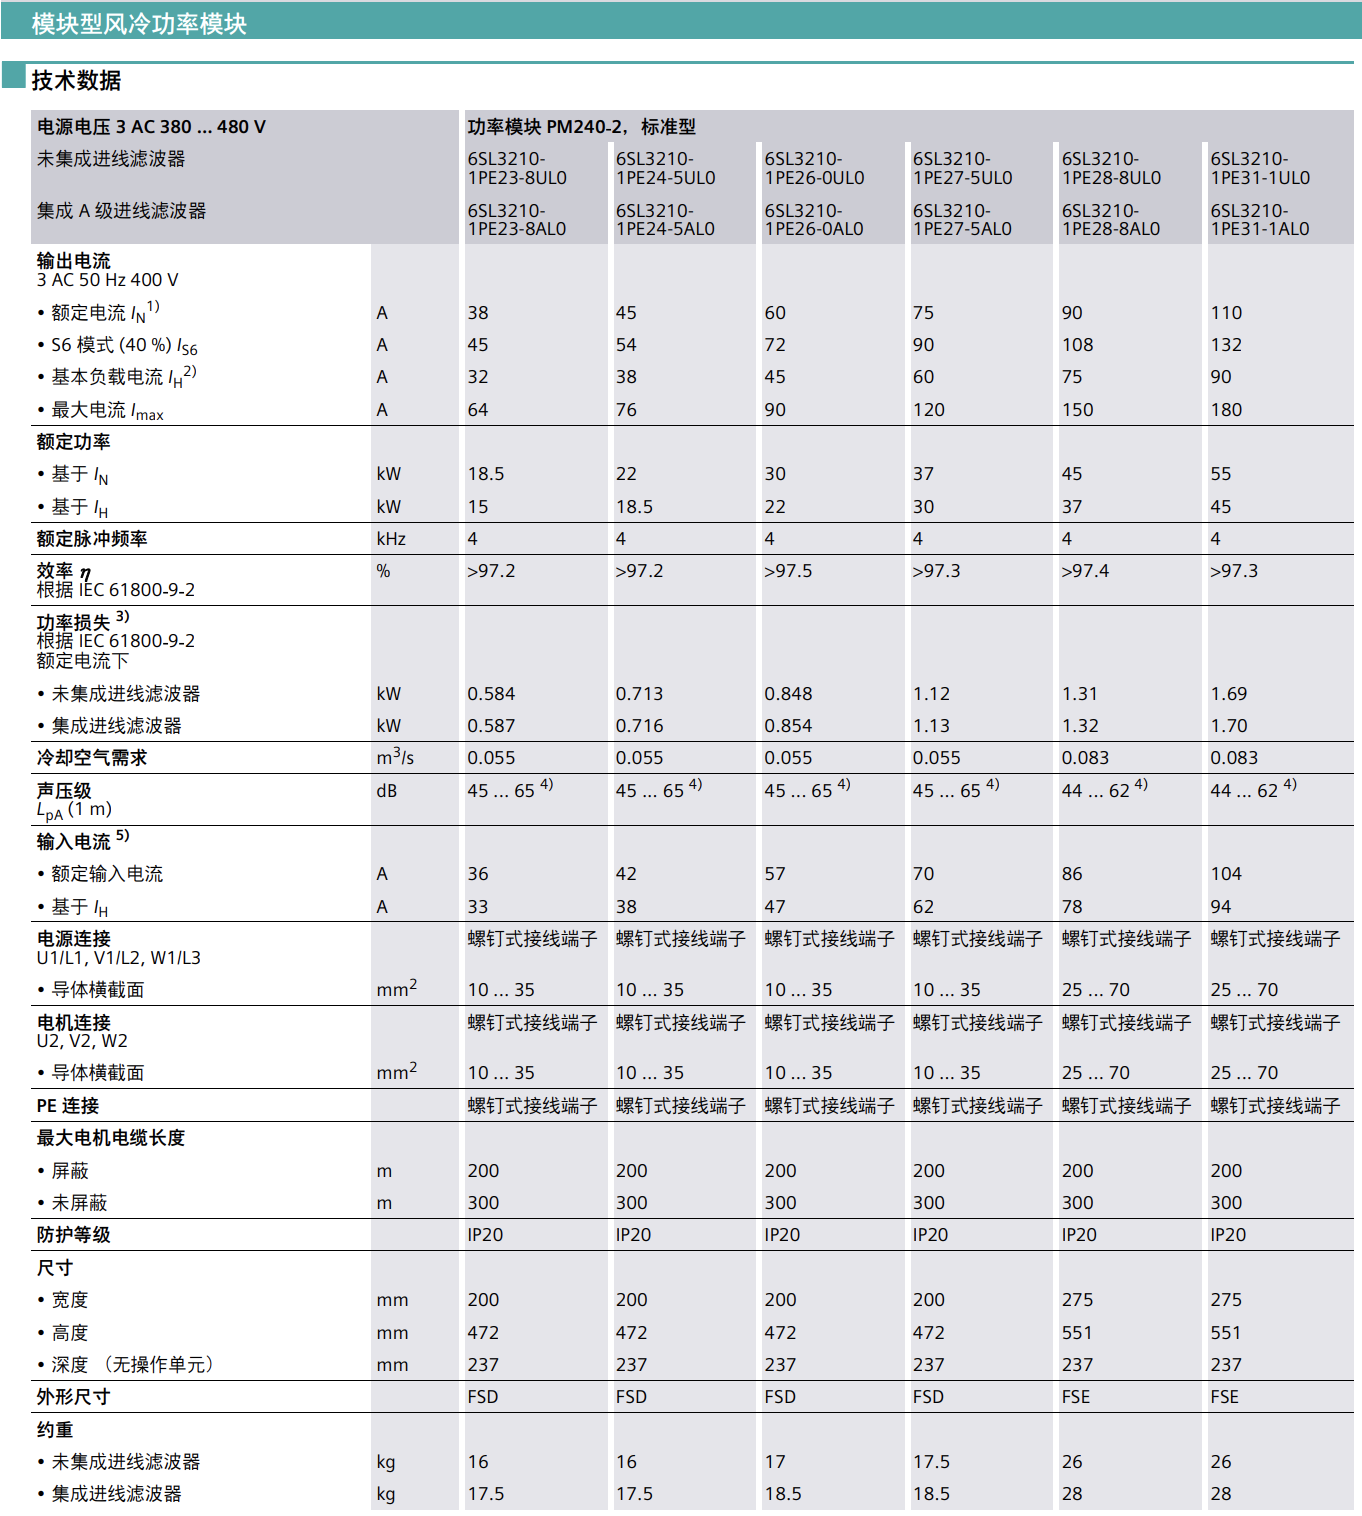 模块型风冷功率模块
技术数据
电源电压 3 AC 380 ... 480 V 功率模块 PM240-2，标准型
未集成进线滤波器 6SL3210-1PE23-8UL0 6SL3210-1PE24-5UL0 6SL3210-1PE26-0UL0 6SL3210-1PE27-5UL0 6SL3210-1PE28-8UL0 6SL3210-1PE31-1UL0
集成 A 级进线滤波器 6SL3210-1PE23-8AL0 6SL3210-1PE24-5AL0 6SL3210-1PE26-0AL0 6SL3210-1PE27-5AL0 6SL3210-1PE28-8AL0 6SL3210-1PE31-1AL0
输出电流
3 AC 50 Hz 400 V
• 额定电流 IN1) A 38 45 60 75 90 110
• S6 模式 (40 %) IS6 A 45 54 72 90 108 132
• 基本负载电流 IH2) A 32 38 45 60 75 90
• 最大电流 Imax A 64 76 90 120 150 180
额定功率
• 基于 IN kW 18.5 22 30 37 45 55
• 基于 IH kW 15 18.5 22 30 37 45
额定脉冲频率 kHz 4 4 4 4 4 4
效率 η % >97.2 >97.2 >97.5 >97.3 >97.4 >97.3
根据 IEC 61800-9-2
功率损失 3)
根据 IEC 61800-9-2
额定电流下
• 未集成进线滤波器 kW 0.584 0.713 0.848 1.12 1.31 1.69
• 集成进线滤波器 kW 0.587 0.716 0.854 1.13 1.32 1.70
冷却空气需求 m3/s 0.055 0.055 0.055 0.055 0.083 0.083
声压级 dB 45 ... 65 4) 45 ... 65 4) 45 ... 65 4) 45 ... 65 4) 44 ... 62 4) 44 ... 62 4)
LpA (1 m)
输入电流 5)
• 额定输入电流 A 36 42 57 70 86 104
• 基于 IH A 33 38 47 62 78 94
电源连接 螺钉式接线端子 螺钉式接线端子 螺钉式接线端子 螺钉式接线端子 螺钉式接线端子 螺钉式接线端子
U1/L1, V1/L2, W1/L3
• 导体横截面 mm2 10 ... 35 10 ... 35 10 ... 35 10 ... 35 25 ... 70 25 ... 70
电机连接 螺钉式接线端子 螺钉式接线端子 螺钉式接线端子 螺钉式接线端子 螺钉式接线端子 螺钉式接线端子
U2, V2, W2
• 导体横截面 mm2 10 ... 35 10 ... 35 10 ... 35 10 ... 35 25 ... 70 25 ... 70
PE 连接 螺钉式接线端子 螺钉式接线端子 螺钉式接线端子 螺钉式接线端子 螺钉式接线端子 螺钉式接线端子
最大电机电缆长度
• 屏蔽 m 200 200 200 200 200 200
• 未屏蔽 m 300 300 300 300 300 300
防护等级 IP20 IP20 IP20 IP20 IP20 IP20
尺寸
• 宽度 mm 200 200 200 200 275 275
• 高度 mm 472 472 472 472 551 551
• 深度 （无操作单元） mm 237 237 237 237 237 237
外形尺寸 FSD FSD FSD FSD FSE FSE
约重
• 未集成进线滤波器 kg 16 16 17 17.5 26 26
• 集成进线滤波器 kg 17.5 17.5 18.5 18.5 28 28